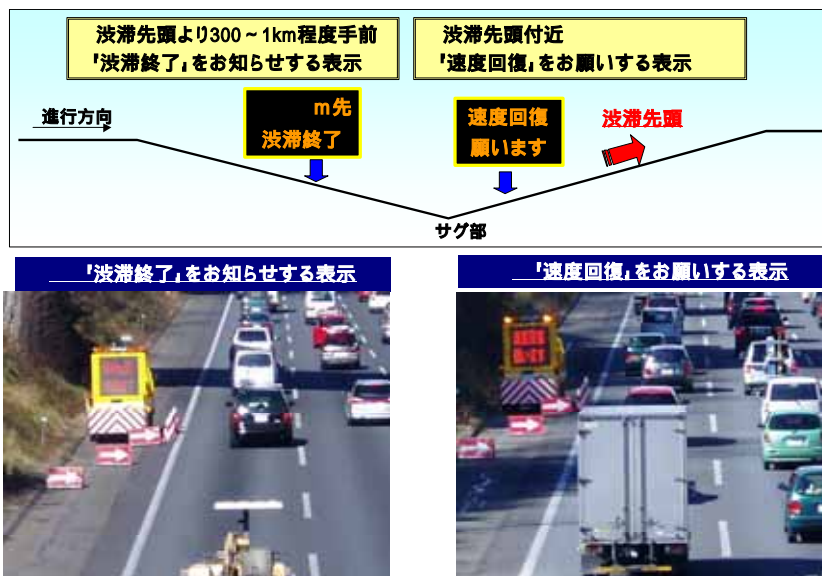 渋滞先頭より300~1km程度手前
『渋滞終了』をお知らせする表示
渋滞先頭付近
『速度回復』をお願いする表示
進行方向
m先
渋滞終了
速度回復
願います
渋滞先頭
サグ部
『渋滞終了』をお知らせする表示
『速度回復』をお願いする表示